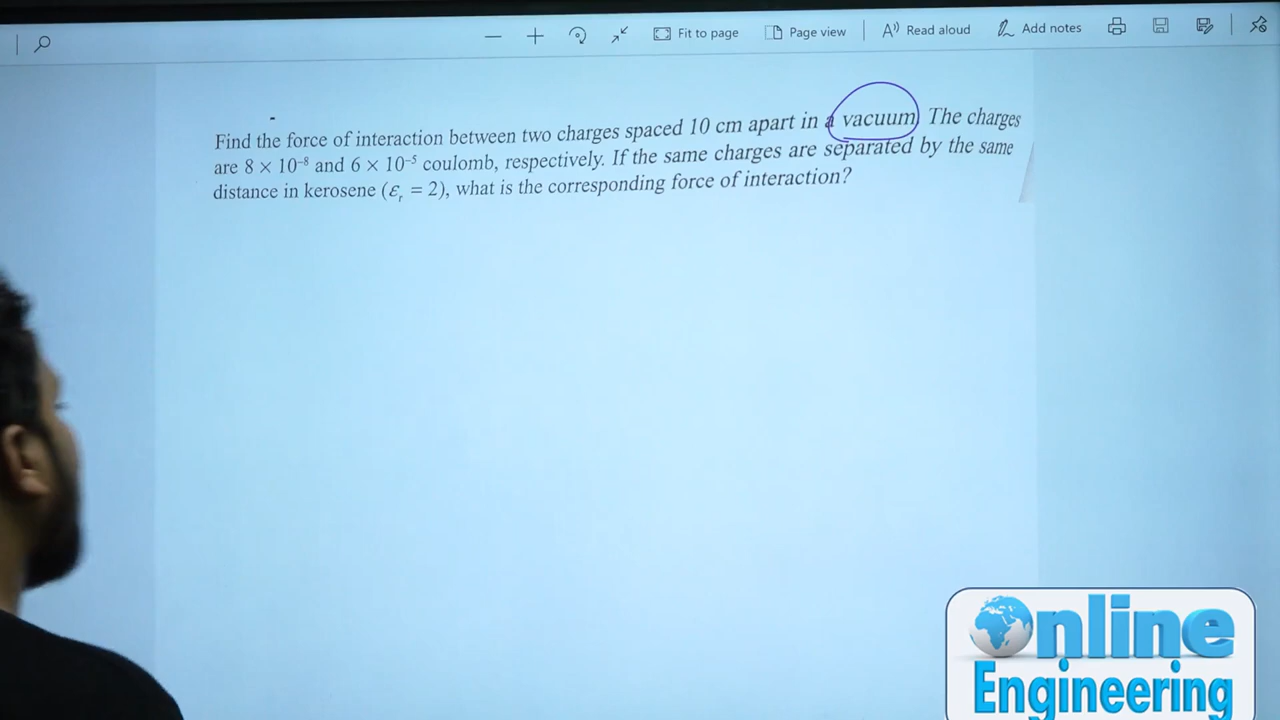 Fit to page
Page view
Read aloud
Add notes
Find the force of interaction between two charges spaced 10 cm apart in a vacuum. The charges
are 8 × 10⁻⁸ and 6 × 10⁻⁵ coulomb, respectively. If the same charges are separated by the same
distance in kerosene (εᵣ = 2), what is the corresponding force of interaction?
Online
Engineering